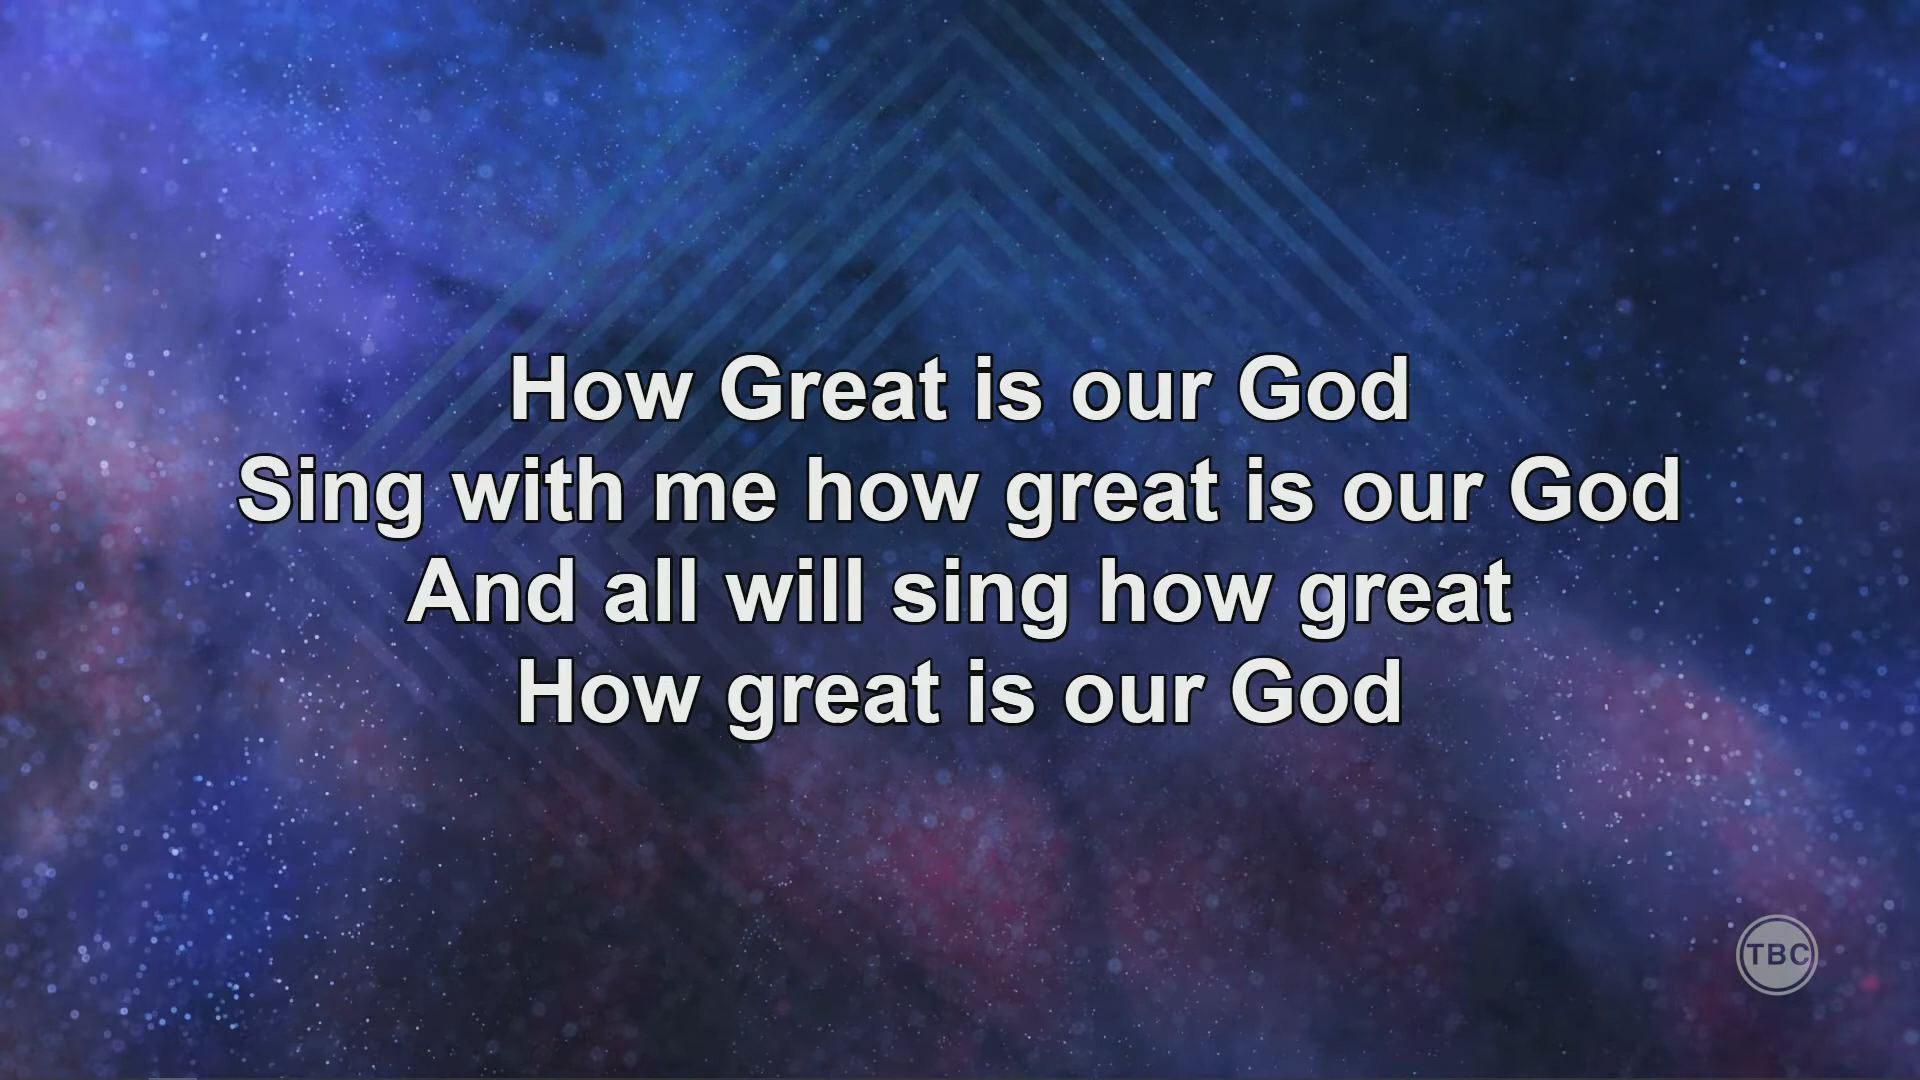 How Great is our God
Sing with me how great is our God
And all will sing how great
How great is our God
TBC